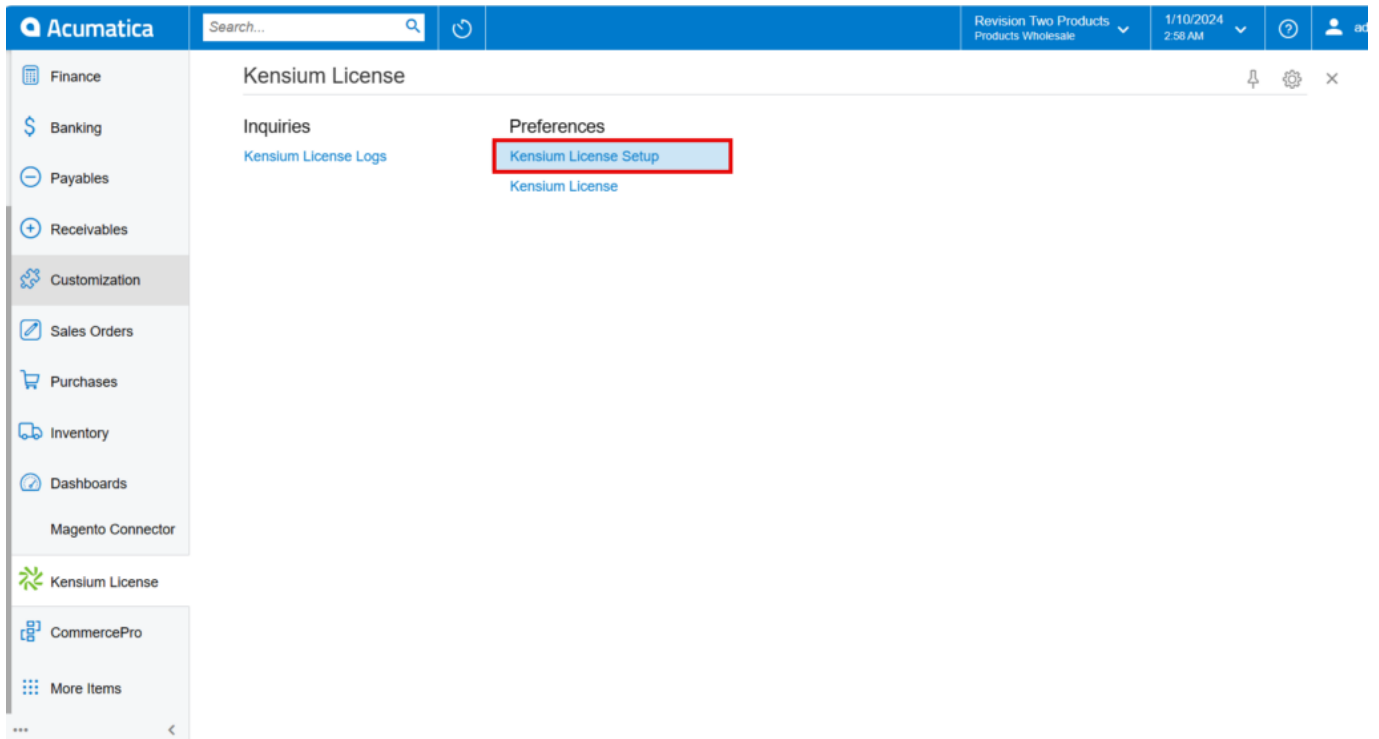 Acumatica
Search...
Revision Two Products
Products Wholesale
1/10/2024
2:58 AM
ad
Finance
Banking
Payables
Receivables
Customization
Sales Orders
Purchases
Inventory
Dashboards
Magento Connector
Kensium License
CommercePro
More Items
Kensium License
Inquiries
Kensium License Logs
Preferences
Kensium License Setup
Kensium License